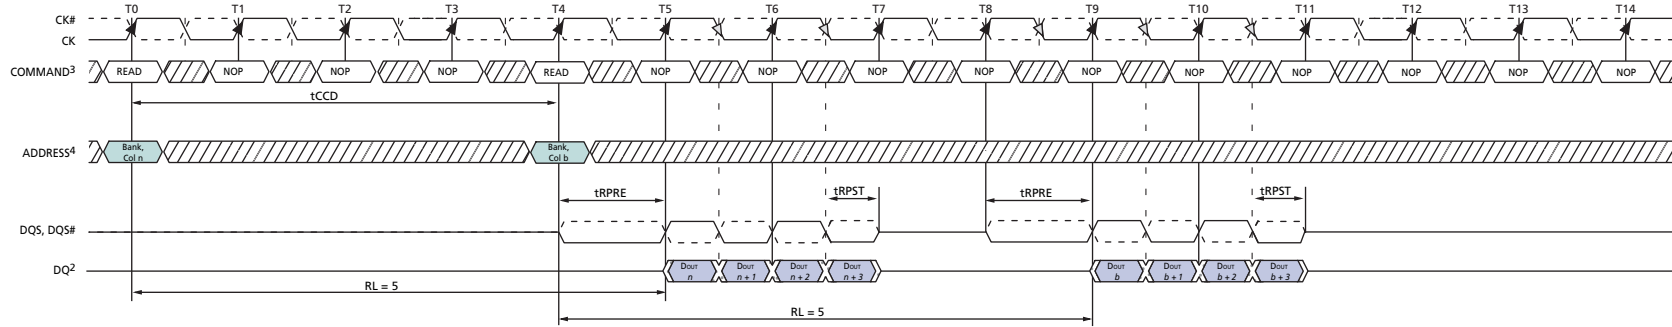 T0 T1 T2 T3 T4 T5 T6 T7 T8 T9 T10 T11 T12 T13 T14
CK#
CK
COMMAND³ READ NOP NOP NOP READ NOP NOP NOP NOP NOP NOP NOP NOP NOP NOP
tCCD
ADDRESS⁴ Bank, Col n Bank, Col b
tRPRE tRPST tRPRE tRPST
DQS, DQS#
DQ² DOUT n DOUT n + 1 DOUT n + 2 DOUT n + 3 DOUT b DOUT b + 1 DOUT b + 2 DOUT b + 3
RL = 5
RL = 5